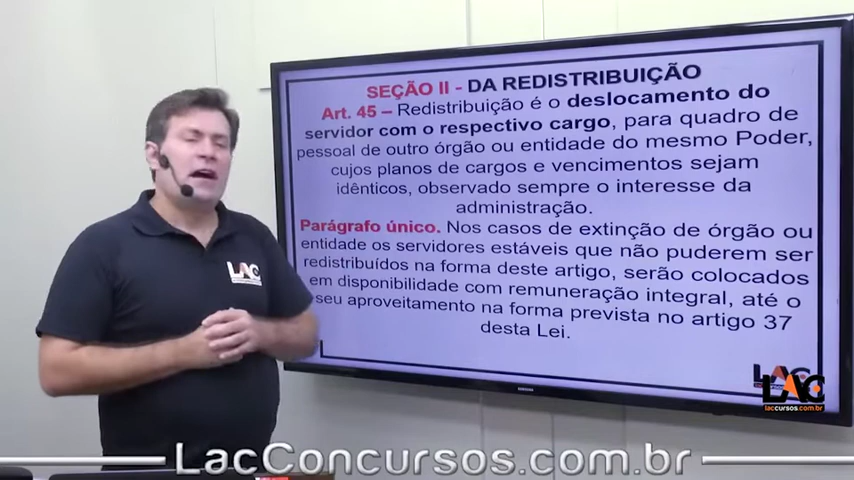 SEÇÃO II - DA REDISTRIBUIÇÃO
Art. 45 – Redistribuição é o deslocamento do
servidor com o respectivo cargo, para quadro de
pessoal de outro órgão ou entidade do mesmo Poder,
cujos planos de cargos e vencimentos sejam
idênticos, observado sempre o interesse da
administração.
Parágrafo único. Nos casos de extinção de órgão ou
entidade os servidores estáveis que não puderem ser
redistribuídos na forma deste artigo, serão colocados
em disponibilidade com remuneração integral, até o
seu aproveitamento na forma prevista no artigo 37
desta Lei.
LAC
LAC
LAC
laccursos.com.br
LacConcursos.com.br